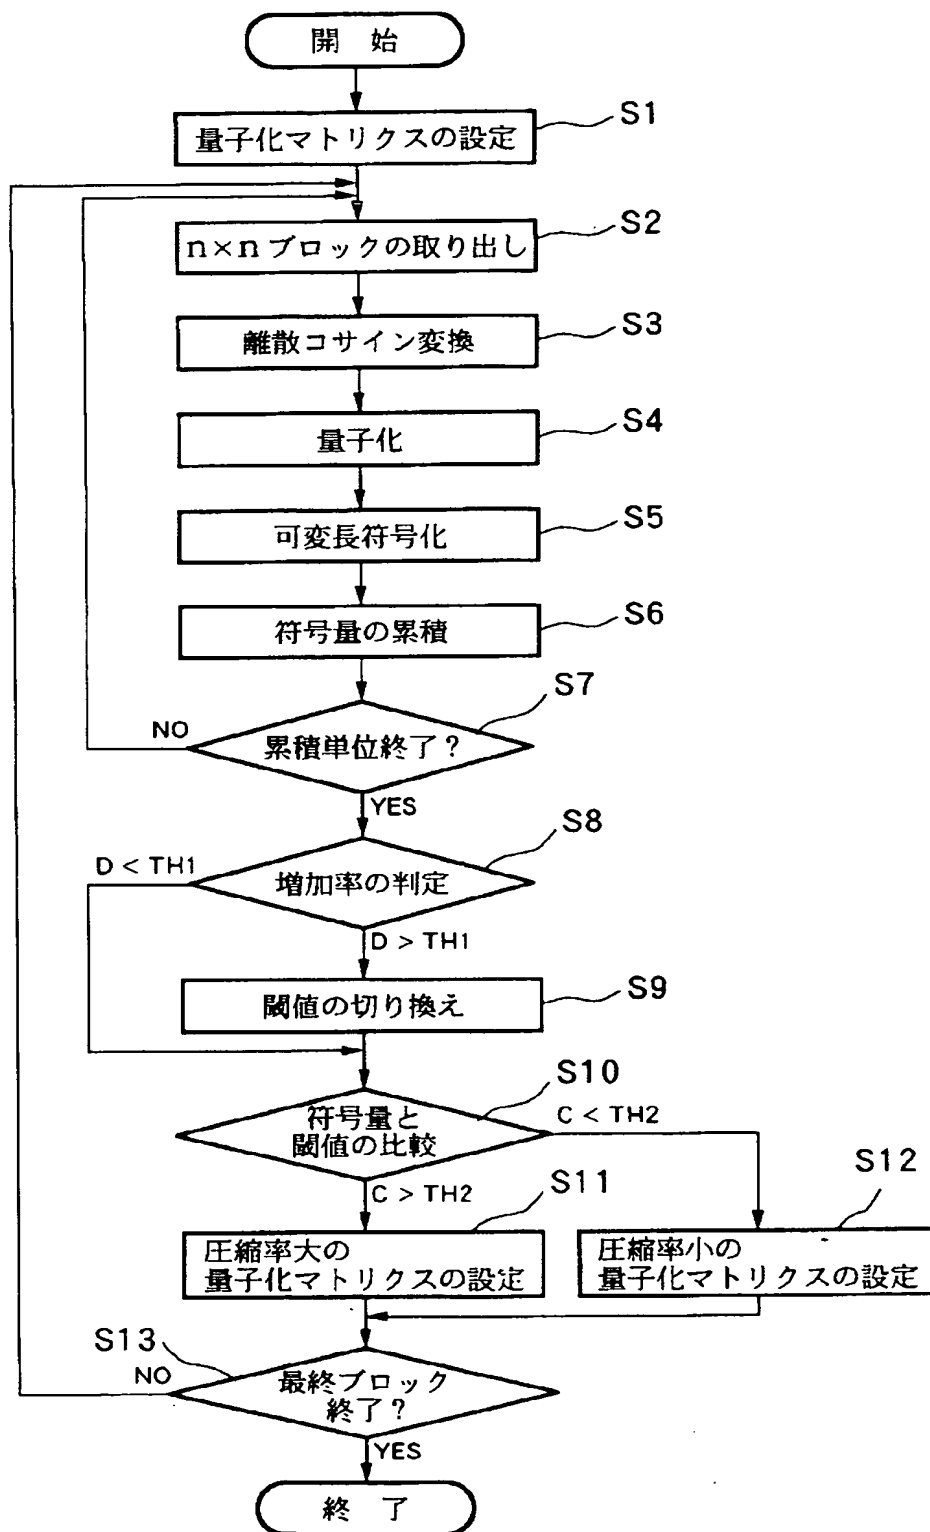 開 始
S1
量子化マトリクスの設定
S2
n×nブロックの取り出し
S3
離散コサイン変換
S4
量子化
S5
可変長符号化
S6
符号量の累積
S7
NO
累積単位終了?
YES
S8
D < TH1
増加率の判定
D > TH1
S9
閾値の切り換え
S10
符号量と
閾値の比較
C < TH2
C > TH2
S11
S12
圧縮率大の
量子化マトリクスの設定
圧縮率小の
量子化マトリクスの設定
S13
NO
最終ブロック
終了?
YES
終 了